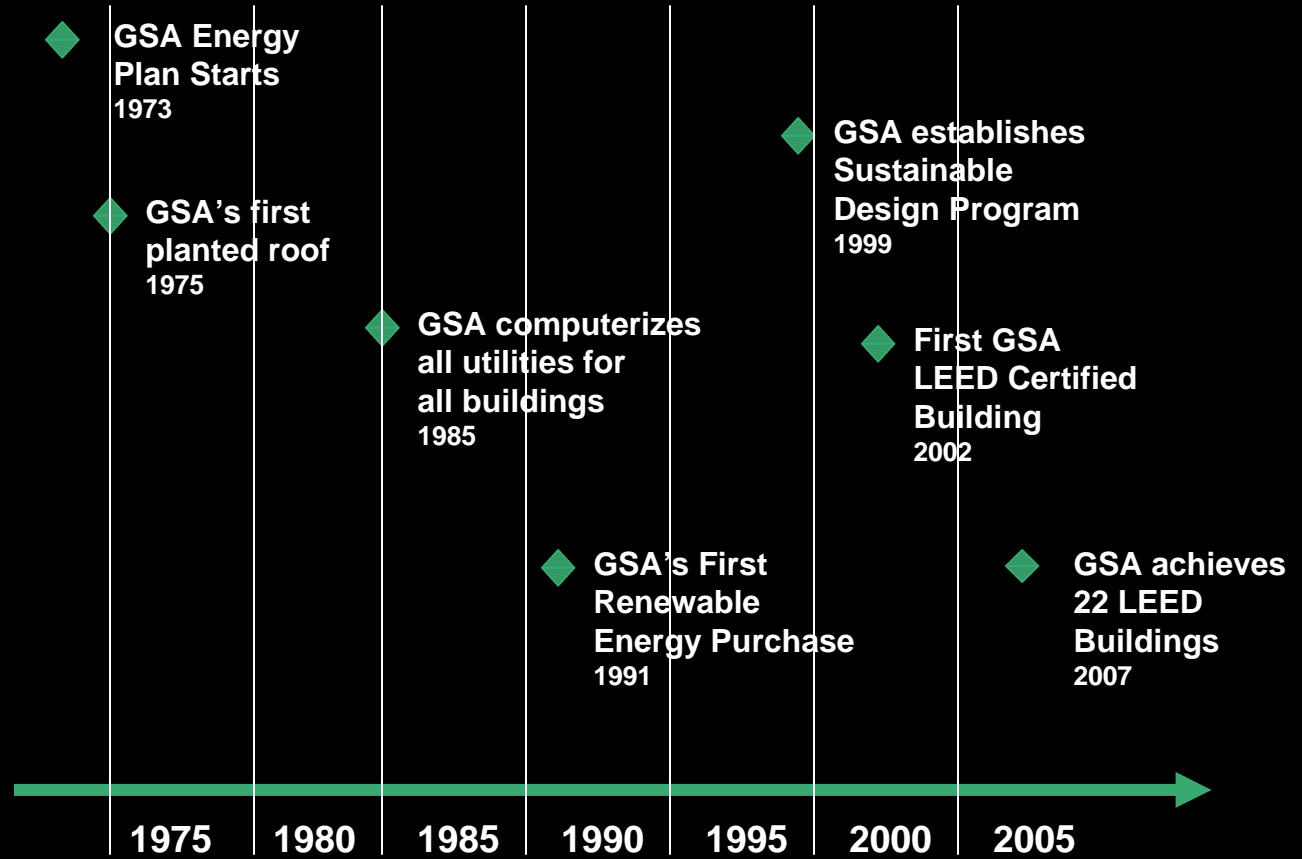 GSA Energy
Plan Starts
1973
GSA’s first
planted roof
1975
GSA computerizes
all utilities for
all buildings
1985
GSA’s First
Renewable
Energy Purchase
1991
GSA establishes
Sustainable
Design Program
1999
First GSA
LEED Certified
Building
2002
GSA achieves
22 LEED
Buildings
2007
1975 1980 1985 1990 1995 2000 2005